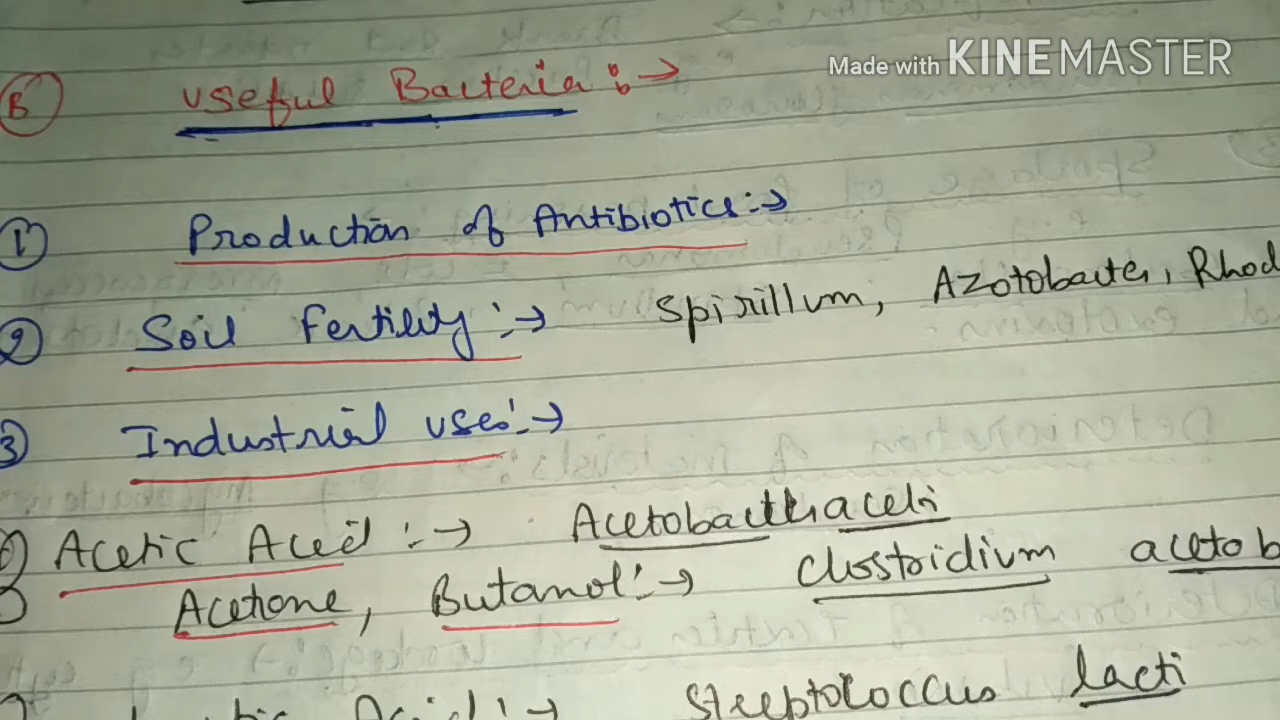 Made with KINEMASTER
B Useful Bacteria :→
1 Production of Antibiotics :→
2 Soil Fertility :→ Spirillum, Azotobacter, Rhod
3 Industrial uses :→
Acetic Acid :→ Acetobacter aceti
Acetone, Butanol :→ Clostridium acetob
Acid :→ Streptococcus lacti